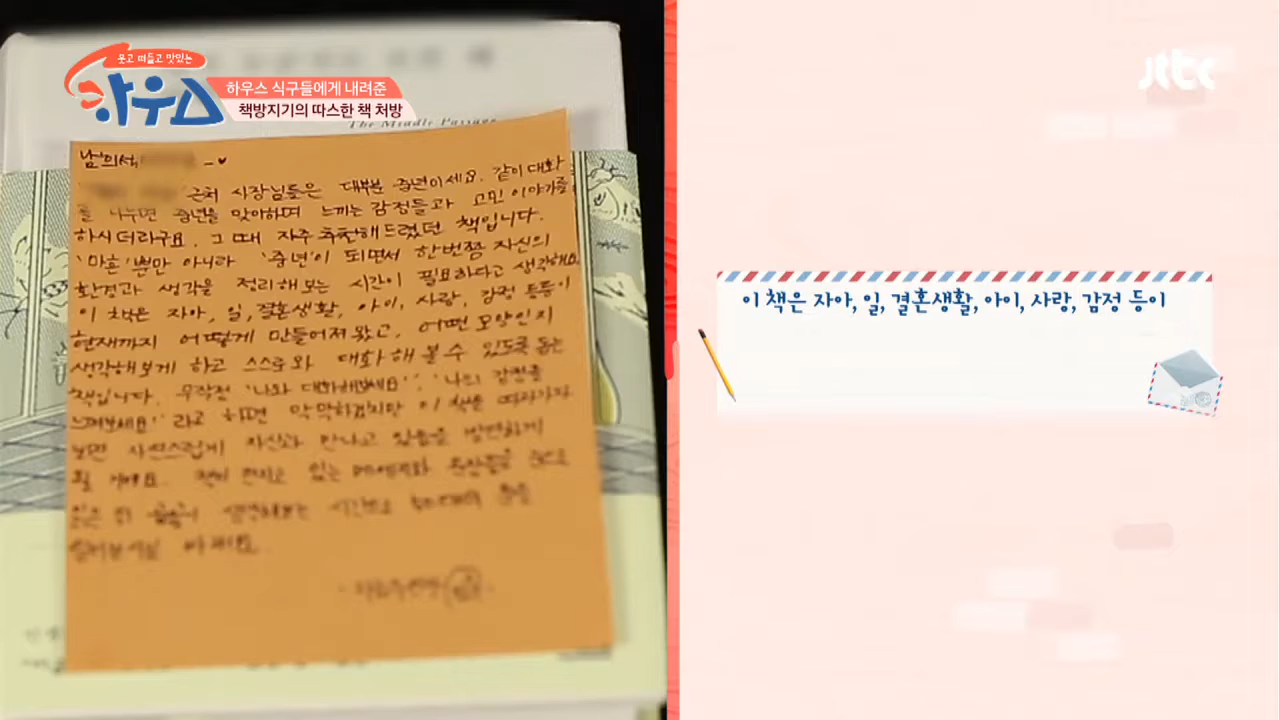 웃고 떠들고 맛있는
하우스
하우스 식구들에게 내려준
책방지기의 따스한 책 처방
jtbc
The Middle Passage
근처 사장님들은 대부분 중년이세요. 같이 대화
를 나누면 중년을 맞이하며 느끼는 감정들과 고민 이야기를
하시더라구요. 그 때 자주 추천해드렸던 책입니다.
'마흔' 뿐만 아니라 '중년'이 되면서 한번쯤 자신의
환경과 생각을 정리해보는 시간이 필요하다고 생각해요.
이 책은 자아, 일, 결혼생활, 아이, 사랑, 감정 등등이
현재까지 어떻게 만들어져왔고, 어떤 모양인지
생각해보게 하고 스스로와 대화해 볼 수 있도록 돕는
책입니다. 무작정 '나와 대화해보세요', '나의 감정을
느껴보세요' 라고 하면 막막하겠지만 이 책을 따라가다
보면 자연스럽게 자신과 만나고 있음을 발견하게
될 거예요.
이 책은 자아, 일, 결혼생활, 아이, 사랑, 감정 등이